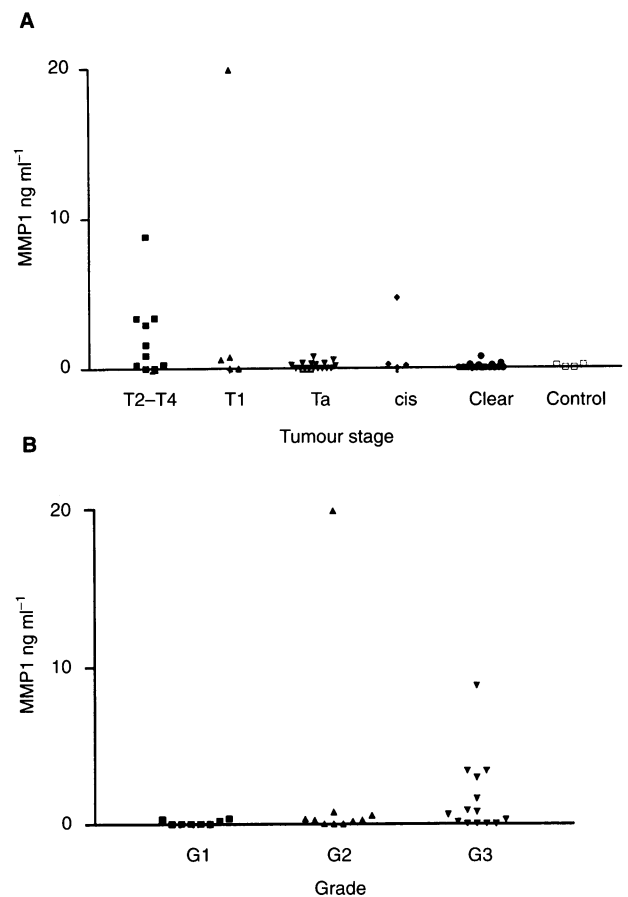 A
20
10
0
MMP1 ng ml⁻¹
T2–T4 T1 Ta cis Clear Control
Tumour stage
B
20
10
0
MMP1 ng ml⁻¹
G1 G2 G3
Grade